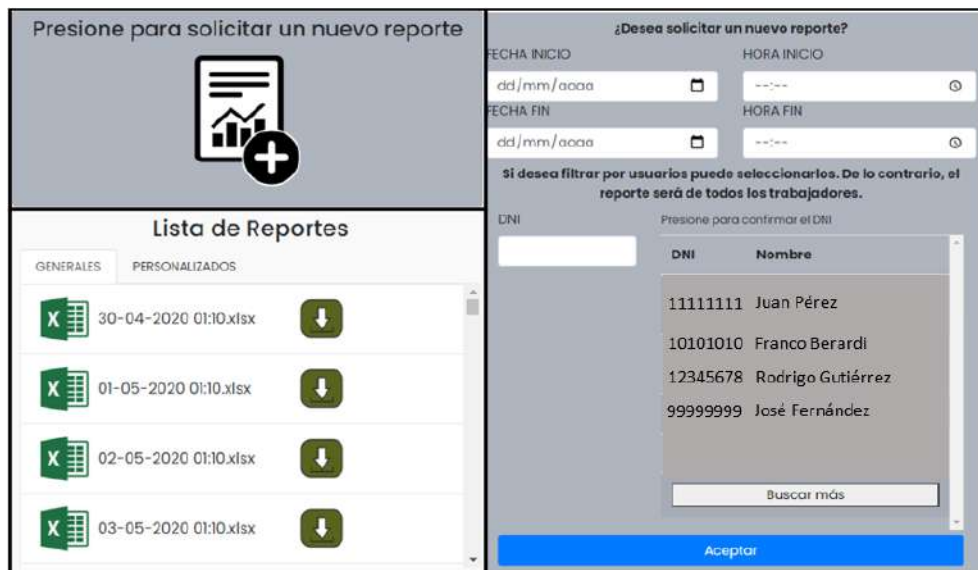 Presione para solicitar un nuevo reporte
Lista de Reportes
GENERALES PERSONALIZADOS
30-04-2020 01:10.xlsx
01-05-2020 01:10.xlsx
02-05-2020 01:10.xlsx
03-05-2020 01:10.xlsx
¿Desea solicitar un nuevo reporte?
FECHA INICIO HORA INICIO
dd/mm/aaaa --:--
FECHA FIN HORA FIN
dd/mm/aaaa --:--
Si desea filtrar por usuarios puede seleccionarlos. De lo contrario, el
reporte será de todos los trabajadores.
DNI Presione para confirmar el DNI
DNI Nombre
11111111 Juan Pérez
10101010 Franco Berardi
12345678 Rodrigo Gutiérrez
99999999 José Fernández
Buscar más
Aceptar